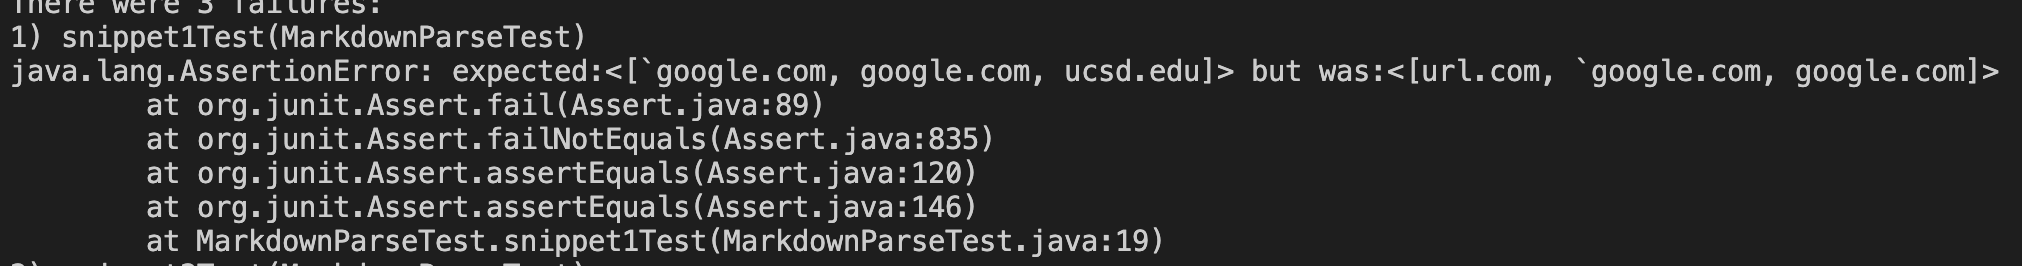 There were 3 failures:
1) snippet1Test(MarkdownParseTest)
java.lang.AssertionError: expected:<[`google.com, google.com, ucsd.edu]> but was:<[url.com, `google.com, google.com]>
        at org.junit.Assert.fail(Assert.java:89)
        at org.junit.Assert.failNotEquals(Assert.java:835)
        at org.junit.Assert.assertEquals(Assert.java:120)
        at org.junit.Assert.assertEquals(Assert.java:146)
        at MarkdownParseTest.snippet1Test(MarkdownParseTest.java:19)